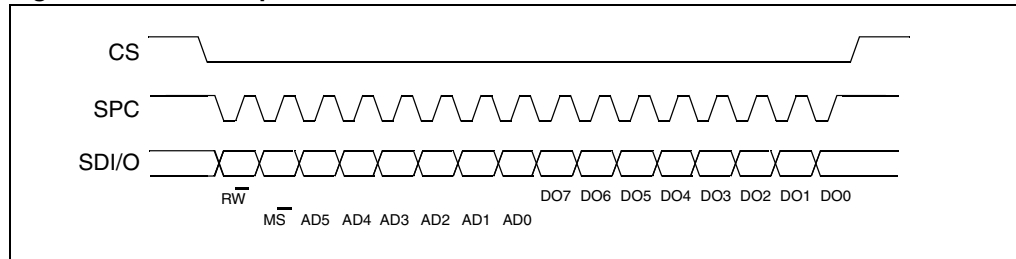 CS
SPC
SDI/O
RW
DO7 DO6 DO5 DO4 DO3 DO2 DO1 DO0
MS AD5 AD4 AD3 AD2 AD1 AD0